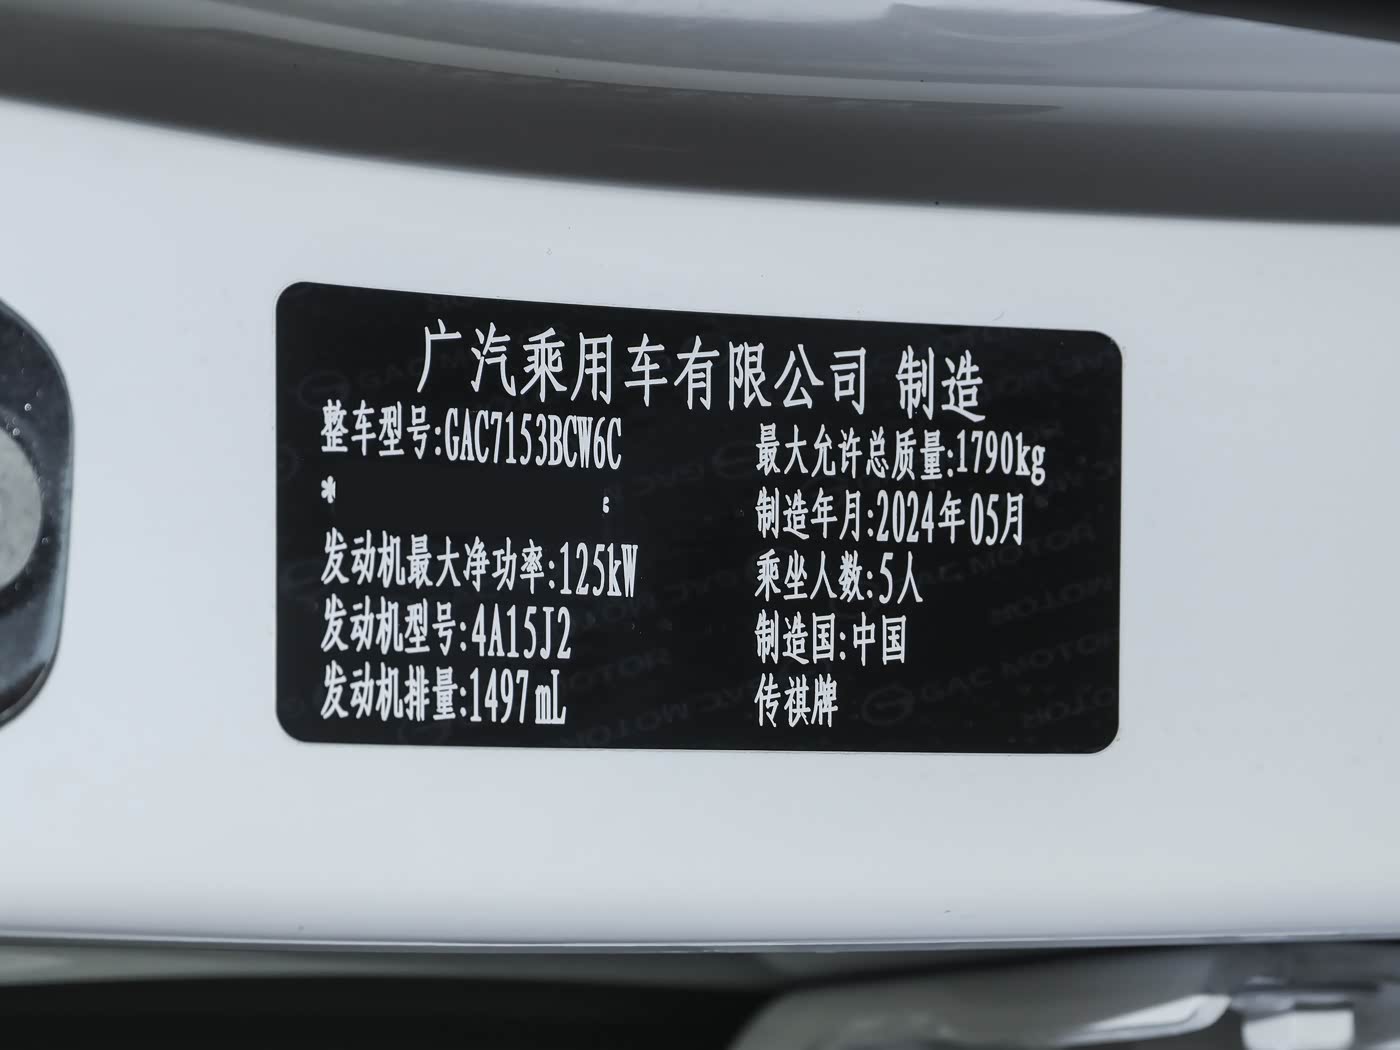 广汽乘用车有限公司 制造
整车型号:GAC7153BCW6C
*
发动机最大净功率:125kW
发动机型号:4A15J2
发动机排量:1497mL
最大允许总质量:1790kg
制造年月:2024年05月
乘坐人数:5人
制造国:中国
传祺牌
GAC MOTOR